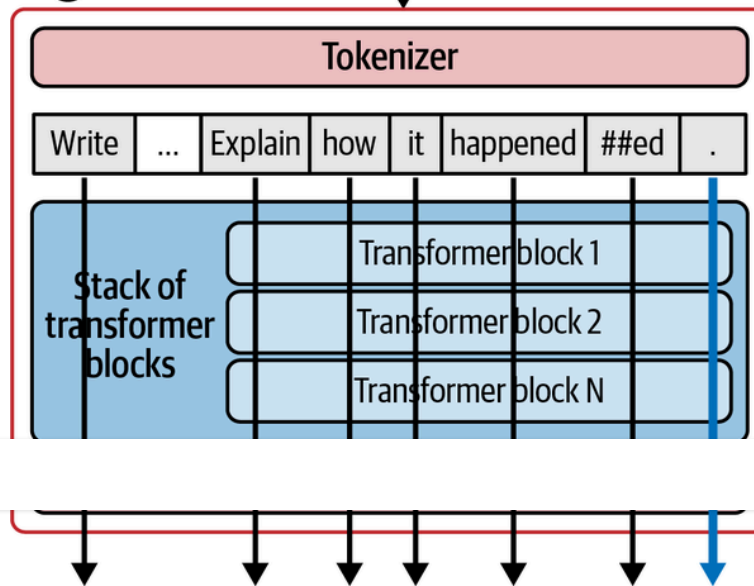 Tokenizer
Write ... Explain how it happened ##ed .
Stack of
transformer
blocks
Transformer block 1
Transformer block 2
Transformer block N